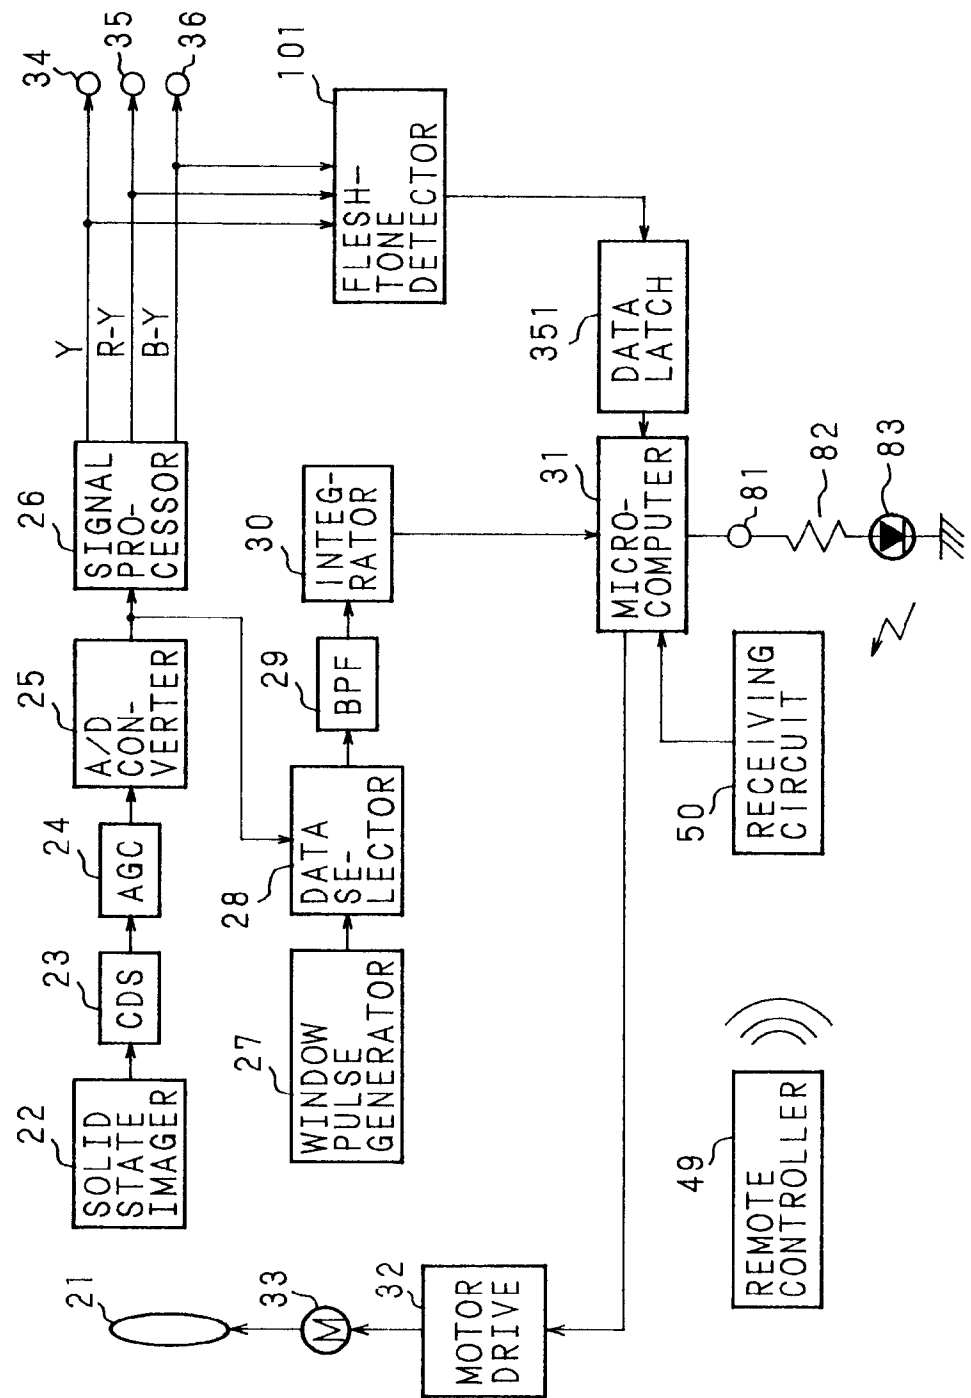 21
22
SOLID
STATE
IMAGER
23
CDS
24
AGC
25
A/D
CON-
VERTER
26
SIGNAL
PRO-
CESSOR
Y
R-Y
B-Y
34
35
36
33
M
32
MOTOR
DRIVE
27
WINDOW
PULSE
GENERATOR
28
DATA
SE-
LECTOR
29
BPF
30
INTEG-
RATOR
101
FLESH-
TONE
DETECTOR
31
MICRO-
COMPUTER
351
DATA
LATCH
49
REMOTE
CONTROLLER
50
RECEIVING
CIRCUIT
81
82
83